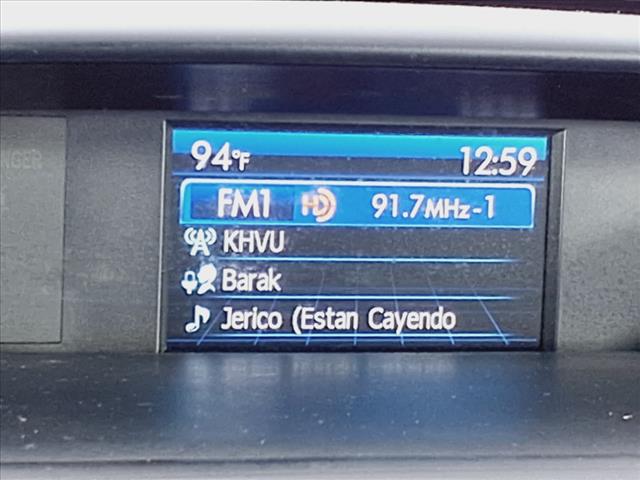 94°F 12:59
FM1 HD 91.7MHz-1
KHVU
Barak
Jerico (Estan Cayendo